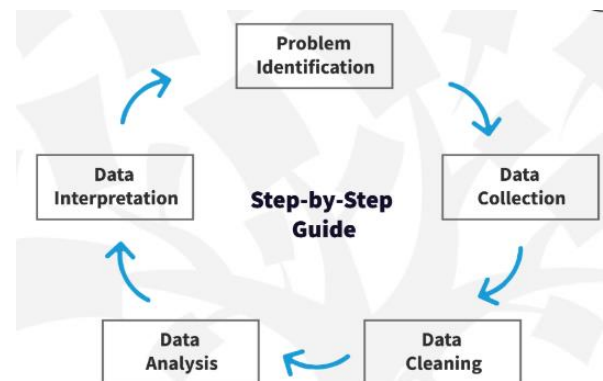 Problem
Identification
Data
Collection
Data
Cleaning
Data
Analysis
Data
Interpretation
Step-by-Step
Guide